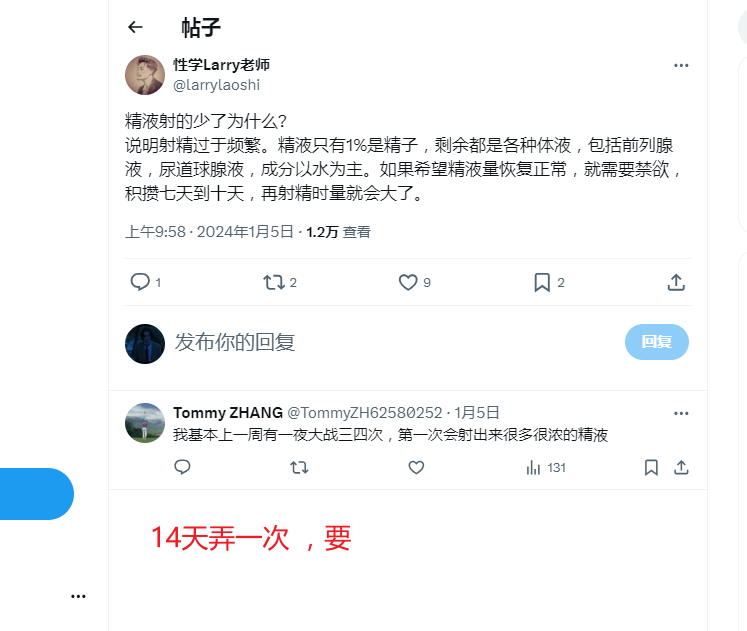 帖子
性学Larry老师
@larrylaoshi
精液射的少了为什么?
说明射精过于频繁。精液只有1%是精子，剩余都是各种体液，包括前列腺
液，尿道球腺液，成分以水为主。如果希望精液量恢复正常，就需要禁欲，
积攒七天到十天，再射精时量就会大了。
上午9:58 · 2024年1月5日 · 1.2万 查看
1 2 9 2
发布你的回复
回复
Tommy ZHANG @TommyZH62580252 · 1月5日
我基本上一周有一夜大战三四次，第一次会射出来很多很浓的精液
131
14天弄一次 ，要